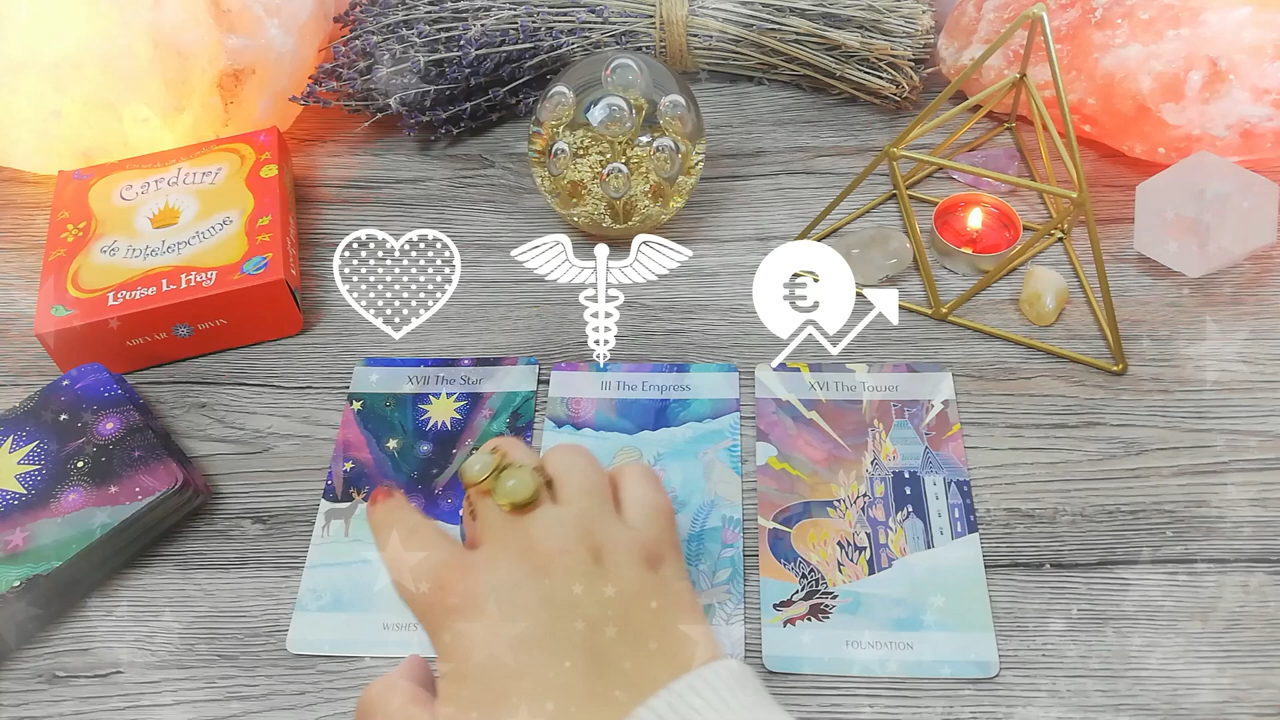 Carduri
de înțelepciune
Louise L. Hay
ADEVĂR DIVIN
€
XVII The Star
III The Empress
XVI The Tower
WISHES
FOUNDATION